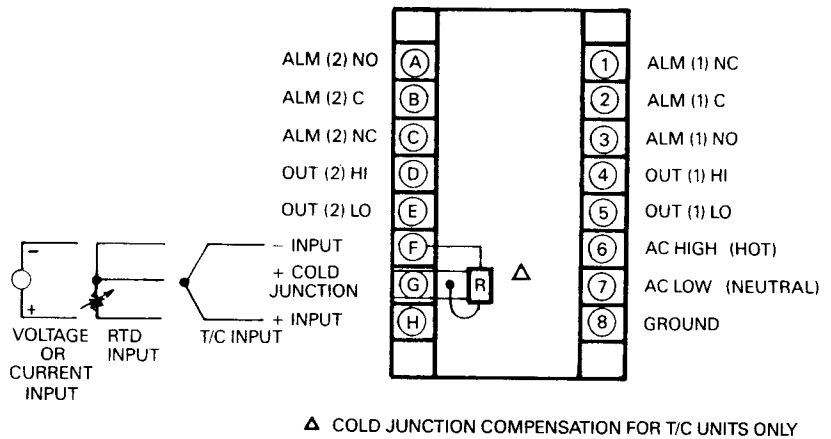 ALM (2) NO
ALM (2) C
ALM (2) NC
OUT (2) HI
OUT (2) LO
– INPUT
+ COLD
JUNCTION
+ INPUT
A
B
C
D
E
F
G
H
R
Δ
1
2
3
4
5
6
7
8
ALM (1) NC
ALM (1) C
ALM (1) NO
OUT (1) HI
OUT (1) LO
AC HIGH (HOT)
AC LOW (NEUTRAL)
GROUND
–
+
VOLTAGE
OR
CURRENT
INPUT
RTD
INPUT
T/C INPUT
Δ COLD JUNCTION COMPENSATION FOR T/C UNITS ONLY